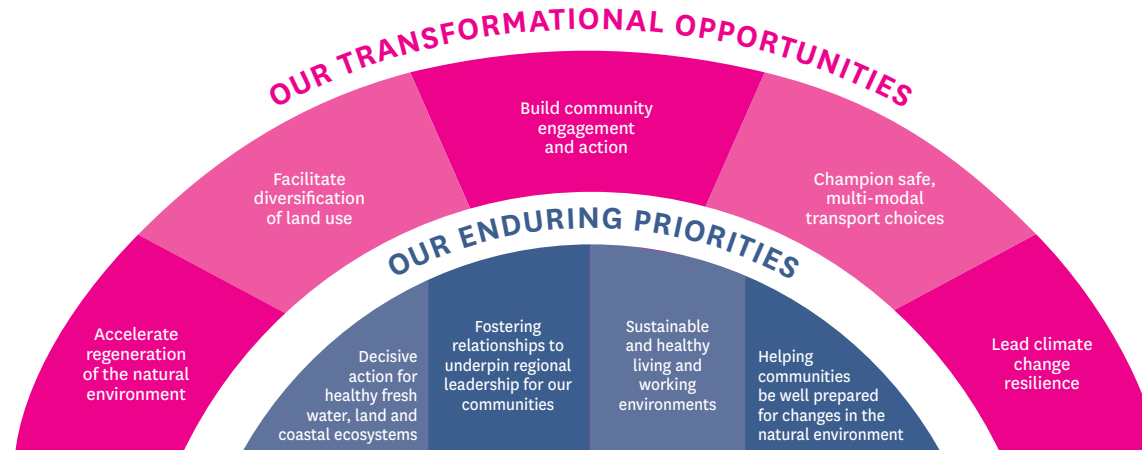 OUR TRANSFORMATIONAL OPPORTUNITIES
Accelerate
regeneration
of the natural
environment
Facilitate
diversification
of land use
Build community
engagement
and action
Champion safe,
multi-modal
transport choices
Lead climate
change
resilience
OUR ENDURING PRIORITIES
Decisive
action for
healthy fresh
water, land and
coastal ecosystems
Fostering
relationships to
underpin regional
leadership for our
communities
Sustainable
and healthy
living and
working
environments
Helping
communities
be well prepared
for changes in the
natural environment